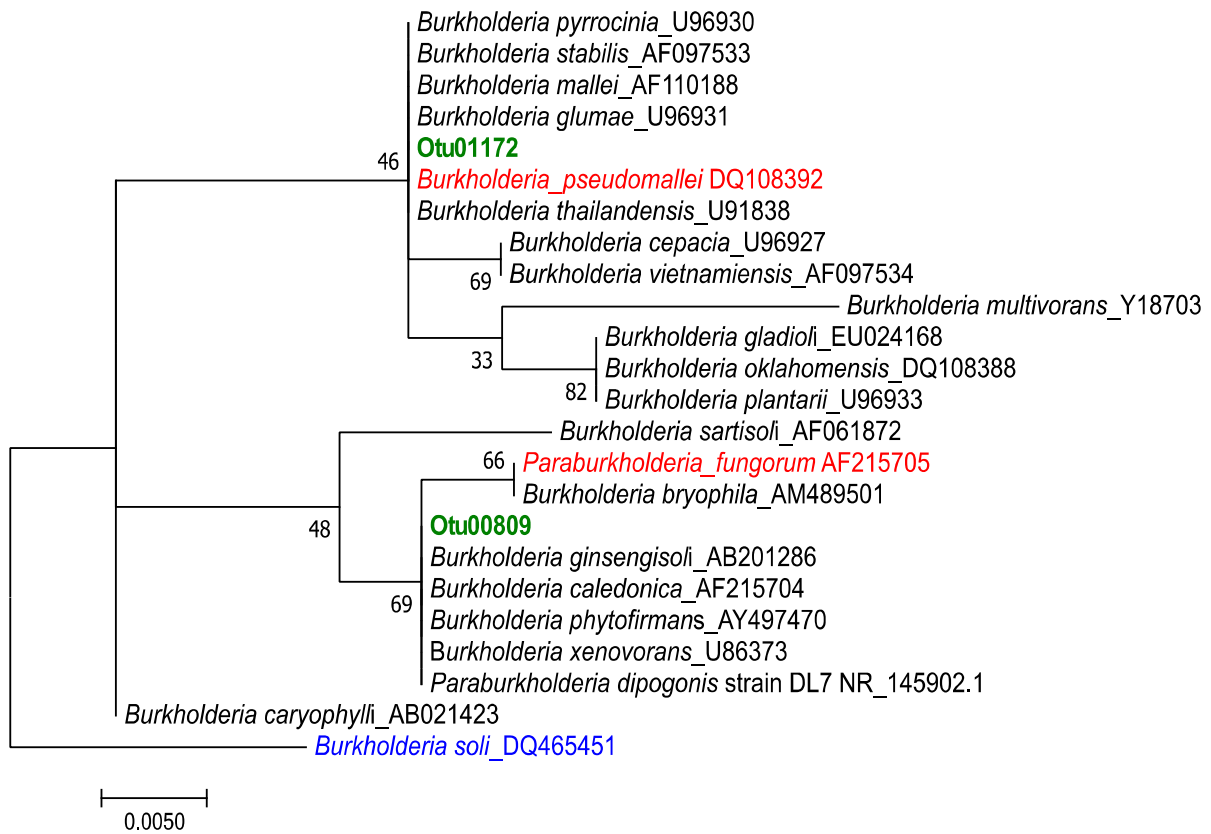 Burkholderia pyrrocinia_U96930
Burkholderia stabilis_AF097533
Burkholderia mallei_AF110188
Burkholderia glumae_U96931
46
Otu01172
Burkholderia_pseudomallei DQ108392
Burkholderia thailandensis_U91838
Burkholderia cepacia_U96927
69
Burkholderia vietnamiensis_AF097534
Burkholderia multivorans_Y18703
Burkholderia gladioli_EU024168
33
Burkholderia oklahomensis_DQ108388
82
Burkholderia plantarii_U96933
Burkholderia sartisoli_AF061872
66
Paraburkholderia_fungorum AF215705
Burkholderia bryophila_AM489501
48
Otu00809
Burkholderia ginsengisoli_AB201286
Burkholderia caledonica_AF215704
69
Burkholderia phytofirmans_AY497470
Burkholderia xenovorans_U86373
Paraburkholderia dipogonis strain DL7 NR_145902.1
Burkholderia caryophylli_AB021423
Burkholderia soli_DQ465451
0.0050